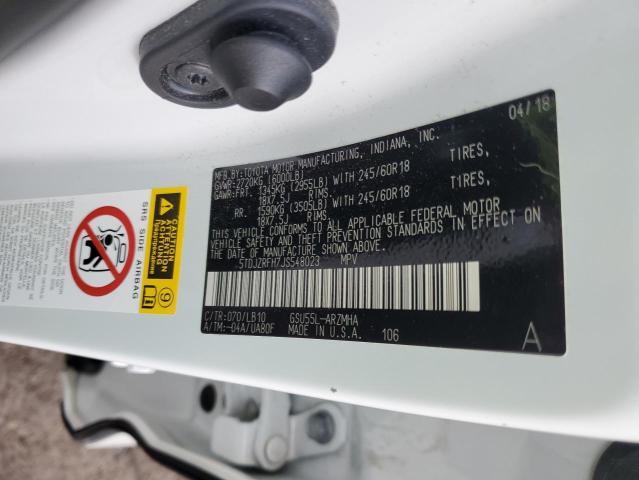 04/18
MFD.BY:TOYOTA MOTOR MANUFACTURING, INDIANA, INC.
GVWR:2720KG (6000LB)
GAWR:FRT. 1345KG (2955LB) WITH 245/60R18 TIRES,
18X7.5J RIMS
RR. 1590KG (3505LB) WITH 245/60R18 TIRES,
18X7.5J RIMS
THIS VEHICLE CONFORMS TO ALL APPLICABLE FEDERAL MOTOR
VEHICLE SAFETY AND THEFT PREVENTION STANDARDS IN EFFECT ON
THE DATE OF MANUFACTURE SHOWN ABOVE.
5TDJZRFH7JS548023 MPV
C/TR:070/LB10 GSU55L-ARZMHA
A/TM:-04A/UA80F MADE IN U.S.A. 106
A
SRS SIDE AIRBAG